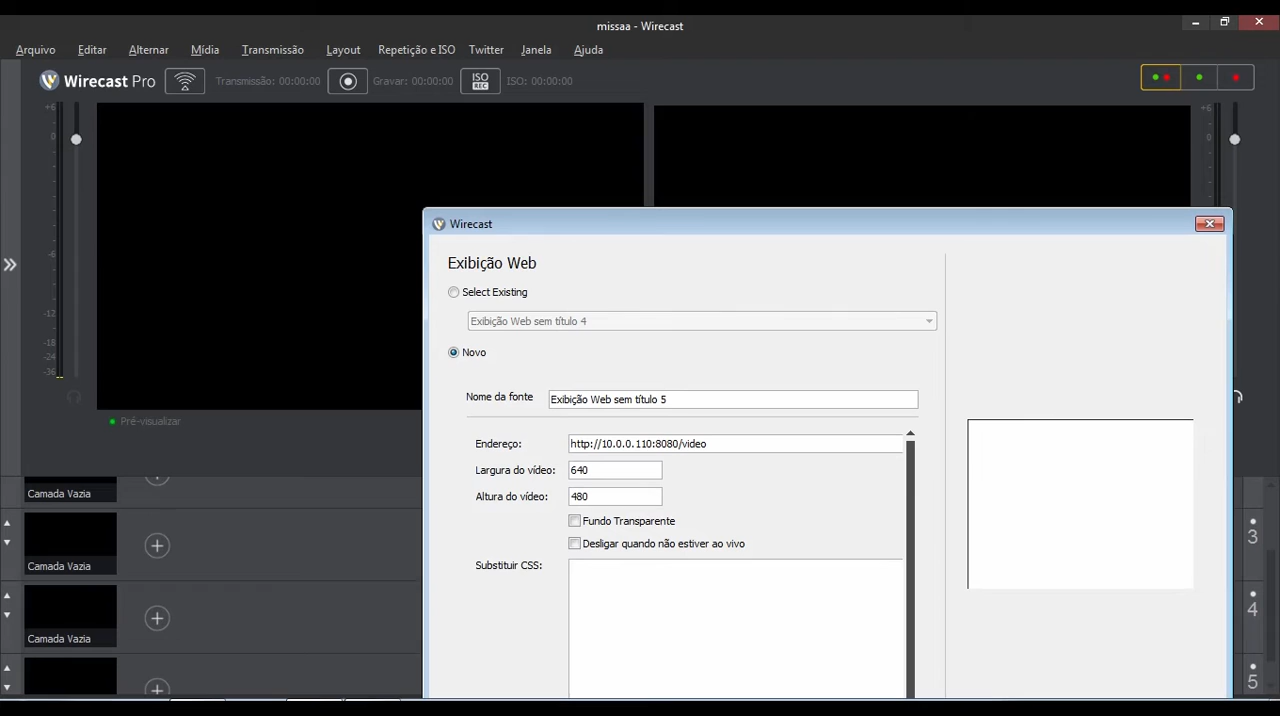 missaa - Wirecast
Arquivo Editar Alternar Mídia Transmissão Layout Repetição e ISO Twitter Janela Ajuda
Wirecast Pro Transmissão: 00:00:00 Gravar: 00:00:00 ISO REC ISO: 00:00:00
+6 +6
0 0
-6
-12
-18
-24
-36
Wirecast
Exibição Web
Select Existing
Exibição Web sem título 4
Novo
Nome da fonte Exibição Web sem título 5
Pré-visualizar
Endereço: http://10.0.0.110:8080/video
Largura do vídeo: 640
Altura do vídeo: 480
Camada Vazia
Fundo Transparente
3
Desligar quando não estiver ao vivo
Camada Vazia
Substituir CSS:
4
Camada Vazia
5